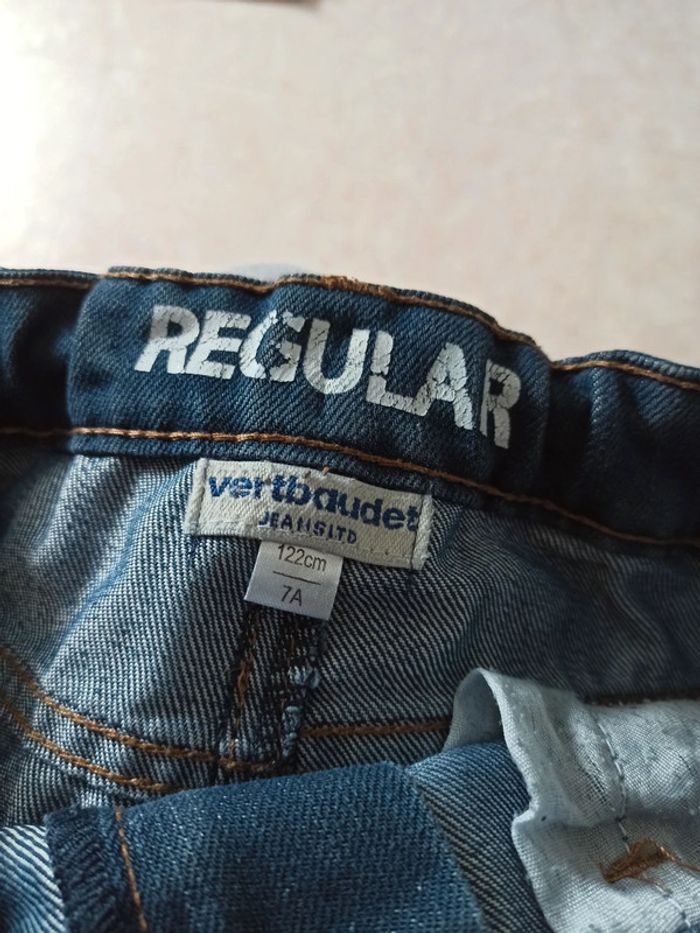 REGULAR
vertbaudet
JEANS LTD
122cm
7A